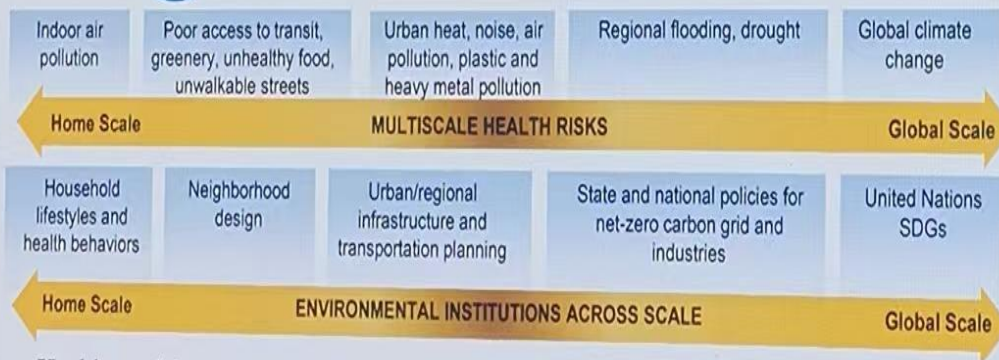 Indoor air
pollution
Poor access to transit,
greenery, unhealthy food,
unwalkable streets
Urban heat, noise, air
pollution, plastic and
heavy metal pollution
Regional flooding, drought
Global climate
change
Home Scale
MULTISCALE HEALTH RISKS
Global Scale
Household
lifestyles and
health behaviors
Neighborhood
design
Urban/regional
infrastructure and
transportation planning
State and national policies for
net-zero carbon grid and
industries
United Nations
SDGs
Home Scale
ENVIRONMENTAL INSTITUTIONS ACROSS SCALE
Global Scale